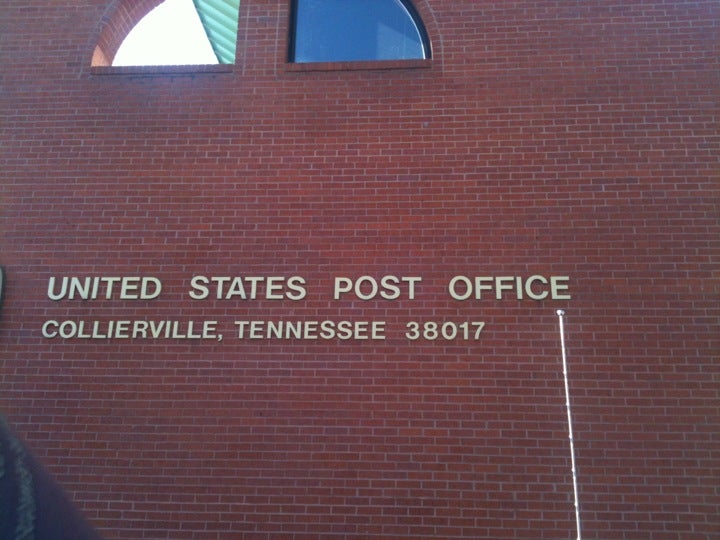 UNITED STATES POST OFFICE
COLLIERVILLE, TENNESSEE 38017